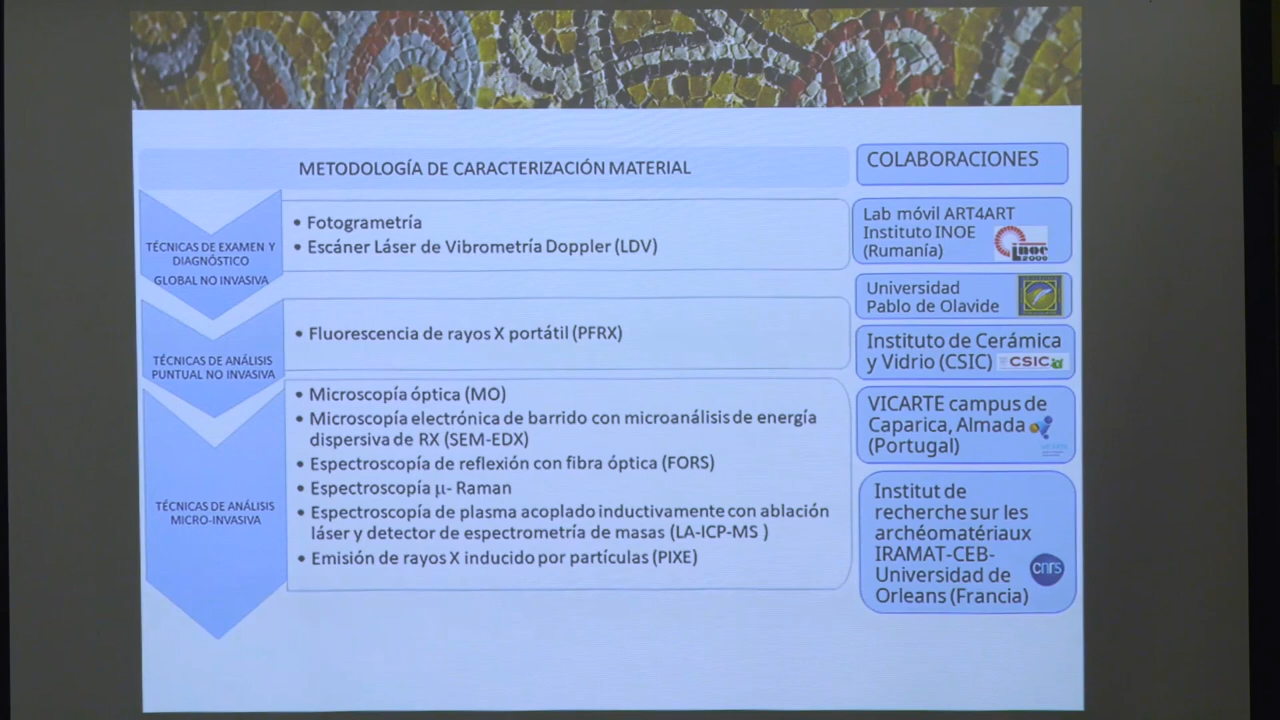 METODOLOGÍA DE CARACTERIZACIÓN MATERIAL
COLABORACIONES
TÉCNICAS DE EXAMEN Y
DIAGNÓSTICO
GLOBAL NO INVASIVA
• Fotogrametría
• Escáner Láser de Vibrometría Doppler (LDV)
TÉCNICAS DE ANÁLISIS
PUNTUAL NO INVASIVA
• Fluorescencia de rayos X portátil (PFRX)
TÉCNICAS DE ANÁLISIS
MICRO-INVASIVA
• Microscopía óptica (MO)
• Microscopía electrónica de barrido con microanálisis de energía
dispersiva de RX (SEM-EDX)
• Espectroscopía de reflexión con fibra óptica (FORS)
• Espectroscopía µ- Raman
• Espectroscopía de plasma acoplado inductivamente con ablación
láser y detector de espectrometría de masas (LA-ICP-MS )
• Emisión de rayos X inducido por partículas (PIXE)
Lab móvil ART4ART
Instituto INOE
(Rumanía)
inoe
2000
Universidad
Pablo de Olavide
Instituto de Cerámica
y Vidrio (CSIC)
CSIC
VICARTE campus de
Caparica, Almada
(Portugal)
VICARTE
Institut de
recherche sur les
archéomatériaux
IRAMAT-CEB-
Universidad de
Orleans (Francia)
cnrs